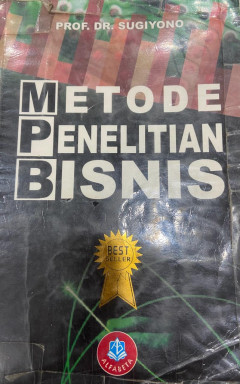 PROF. DR. SUGIYONO
METODE
PENELITIAN
BISNIS
BEST
SELLER
ALFABETA